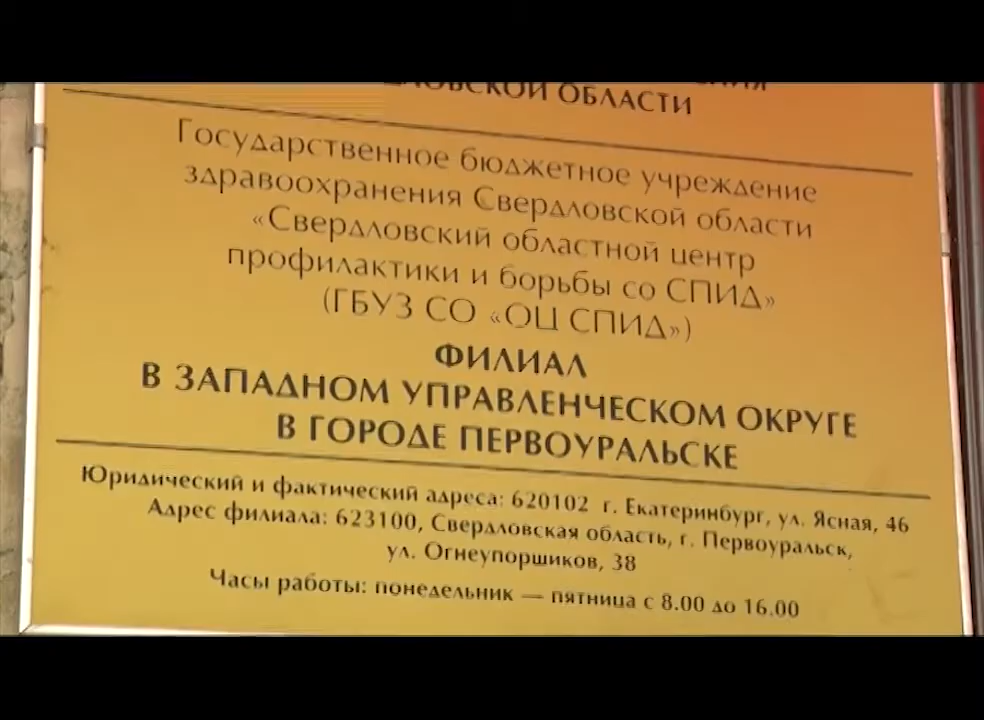 ОБЛАСТИ
Государственное бюджетное учреждение
здравоохранения Свердловской области
«Свердловский областной центр
профилактики и борьбы со СПИД»
(ГБУЗ СО «ОЦ СПИД»)
ФИЛИАЛ
В ЗАПАДНОМ УПРАВЛЕНЧЕСКОМ ОКРУГЕ
В ГОРОДЕ ПЕРВОУРАЛЬСКЕ
Юридический и фактический адреса: 620102 г. Екатеринбург, ул. Ясная, 46
Адрес филиала: 623100, Свердловская область, г. Первоуральск,
ул. Огнеупорщиков, 38
Часы работы: понедельник — пятница с 8.00 до 16.00